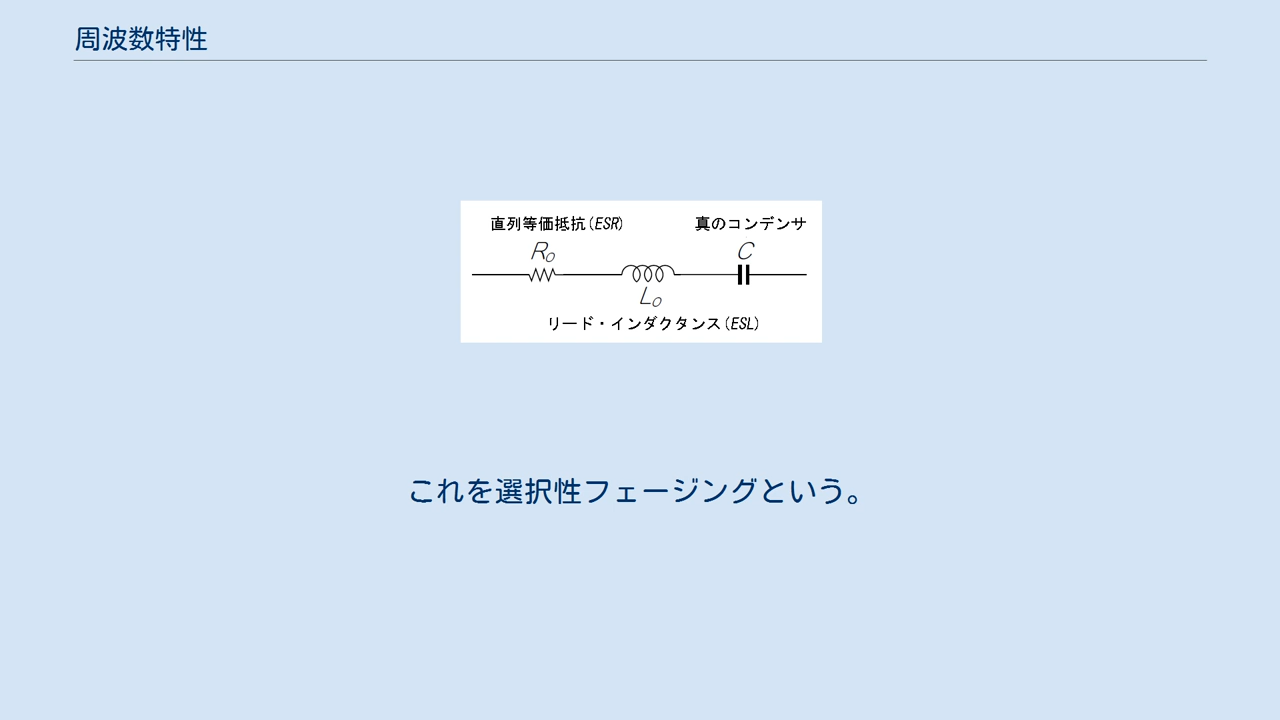 周波数特性
直列等価抵抗(ESR)
真のコンデンサ
R0
C
L0
リード・インダクタンス(ESL)
これを選択性フェージングという。